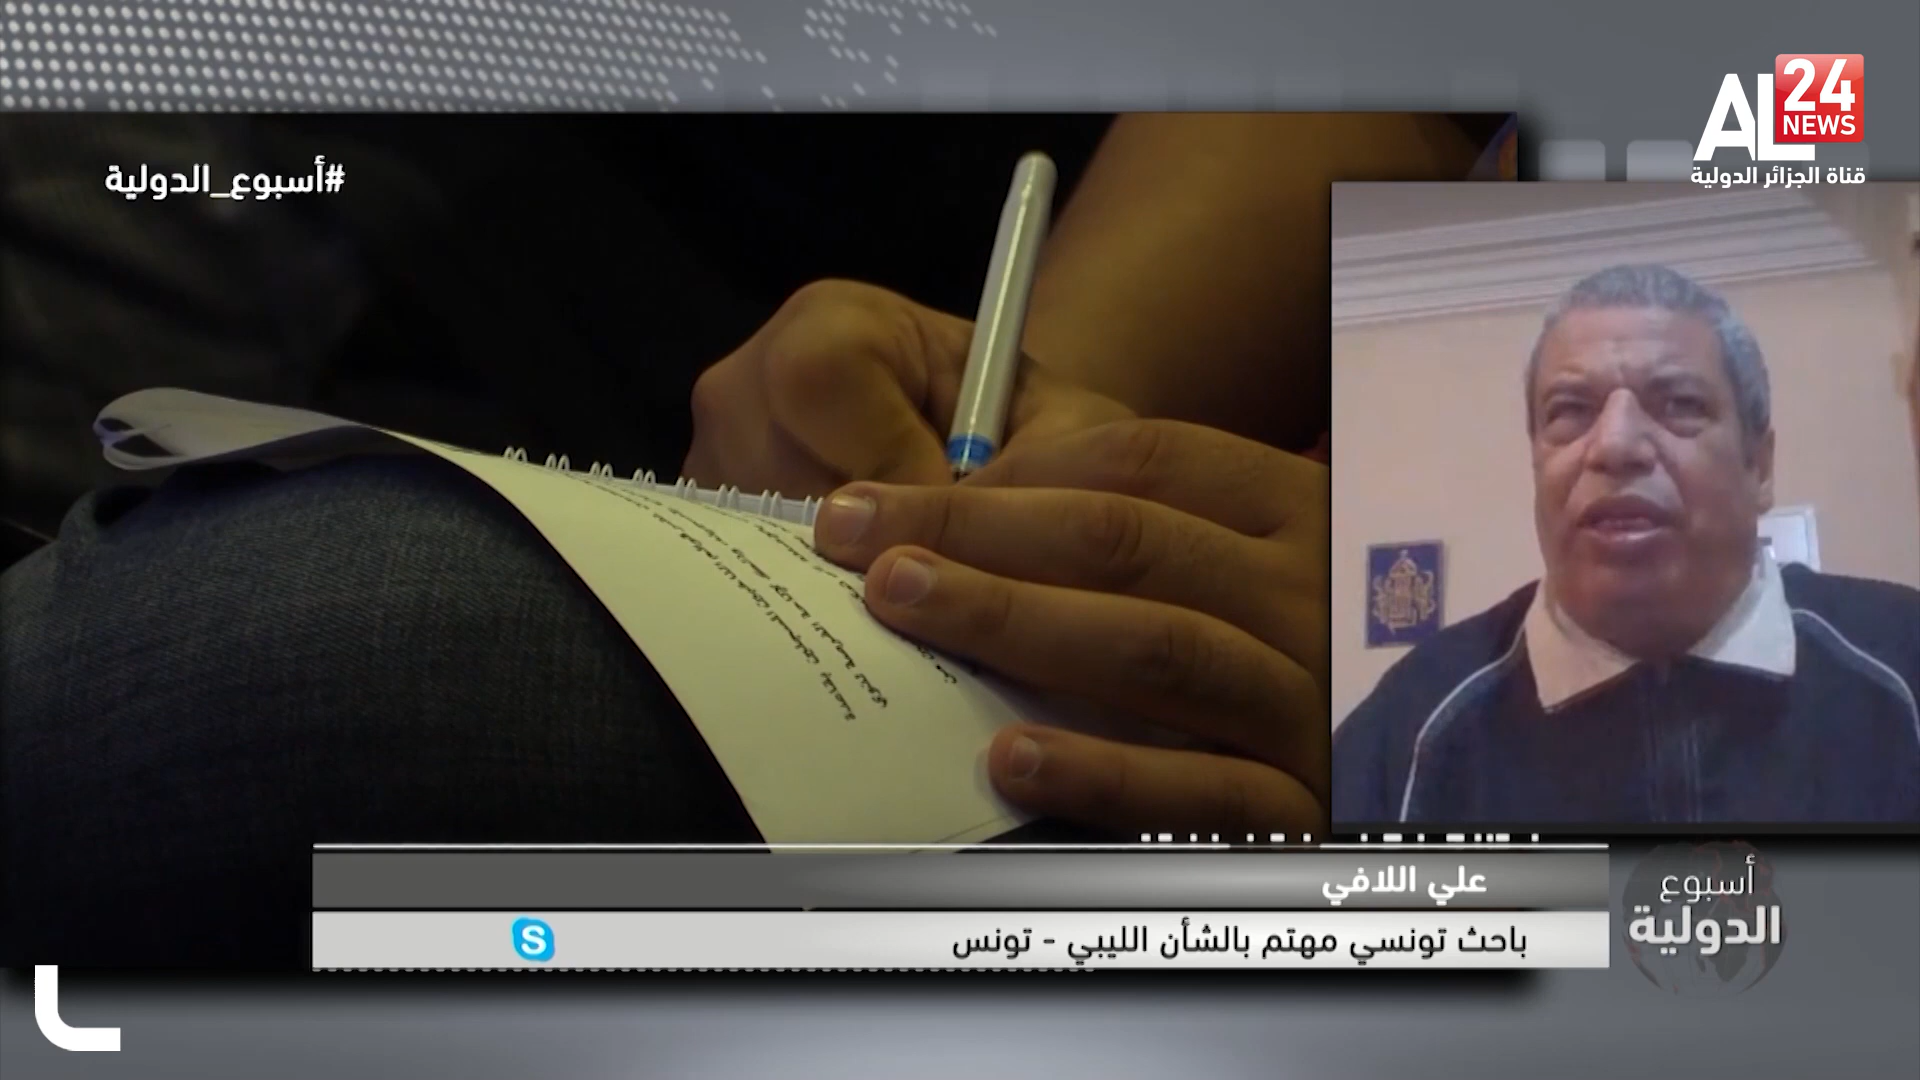 AL
24
NEWS
قناة الجزائر الدولية
#أسبوع_الدولية
علي اللافي
باحث تونسي مهتم بالشأن الليبي - تونس
S
أسبوع
الدولية